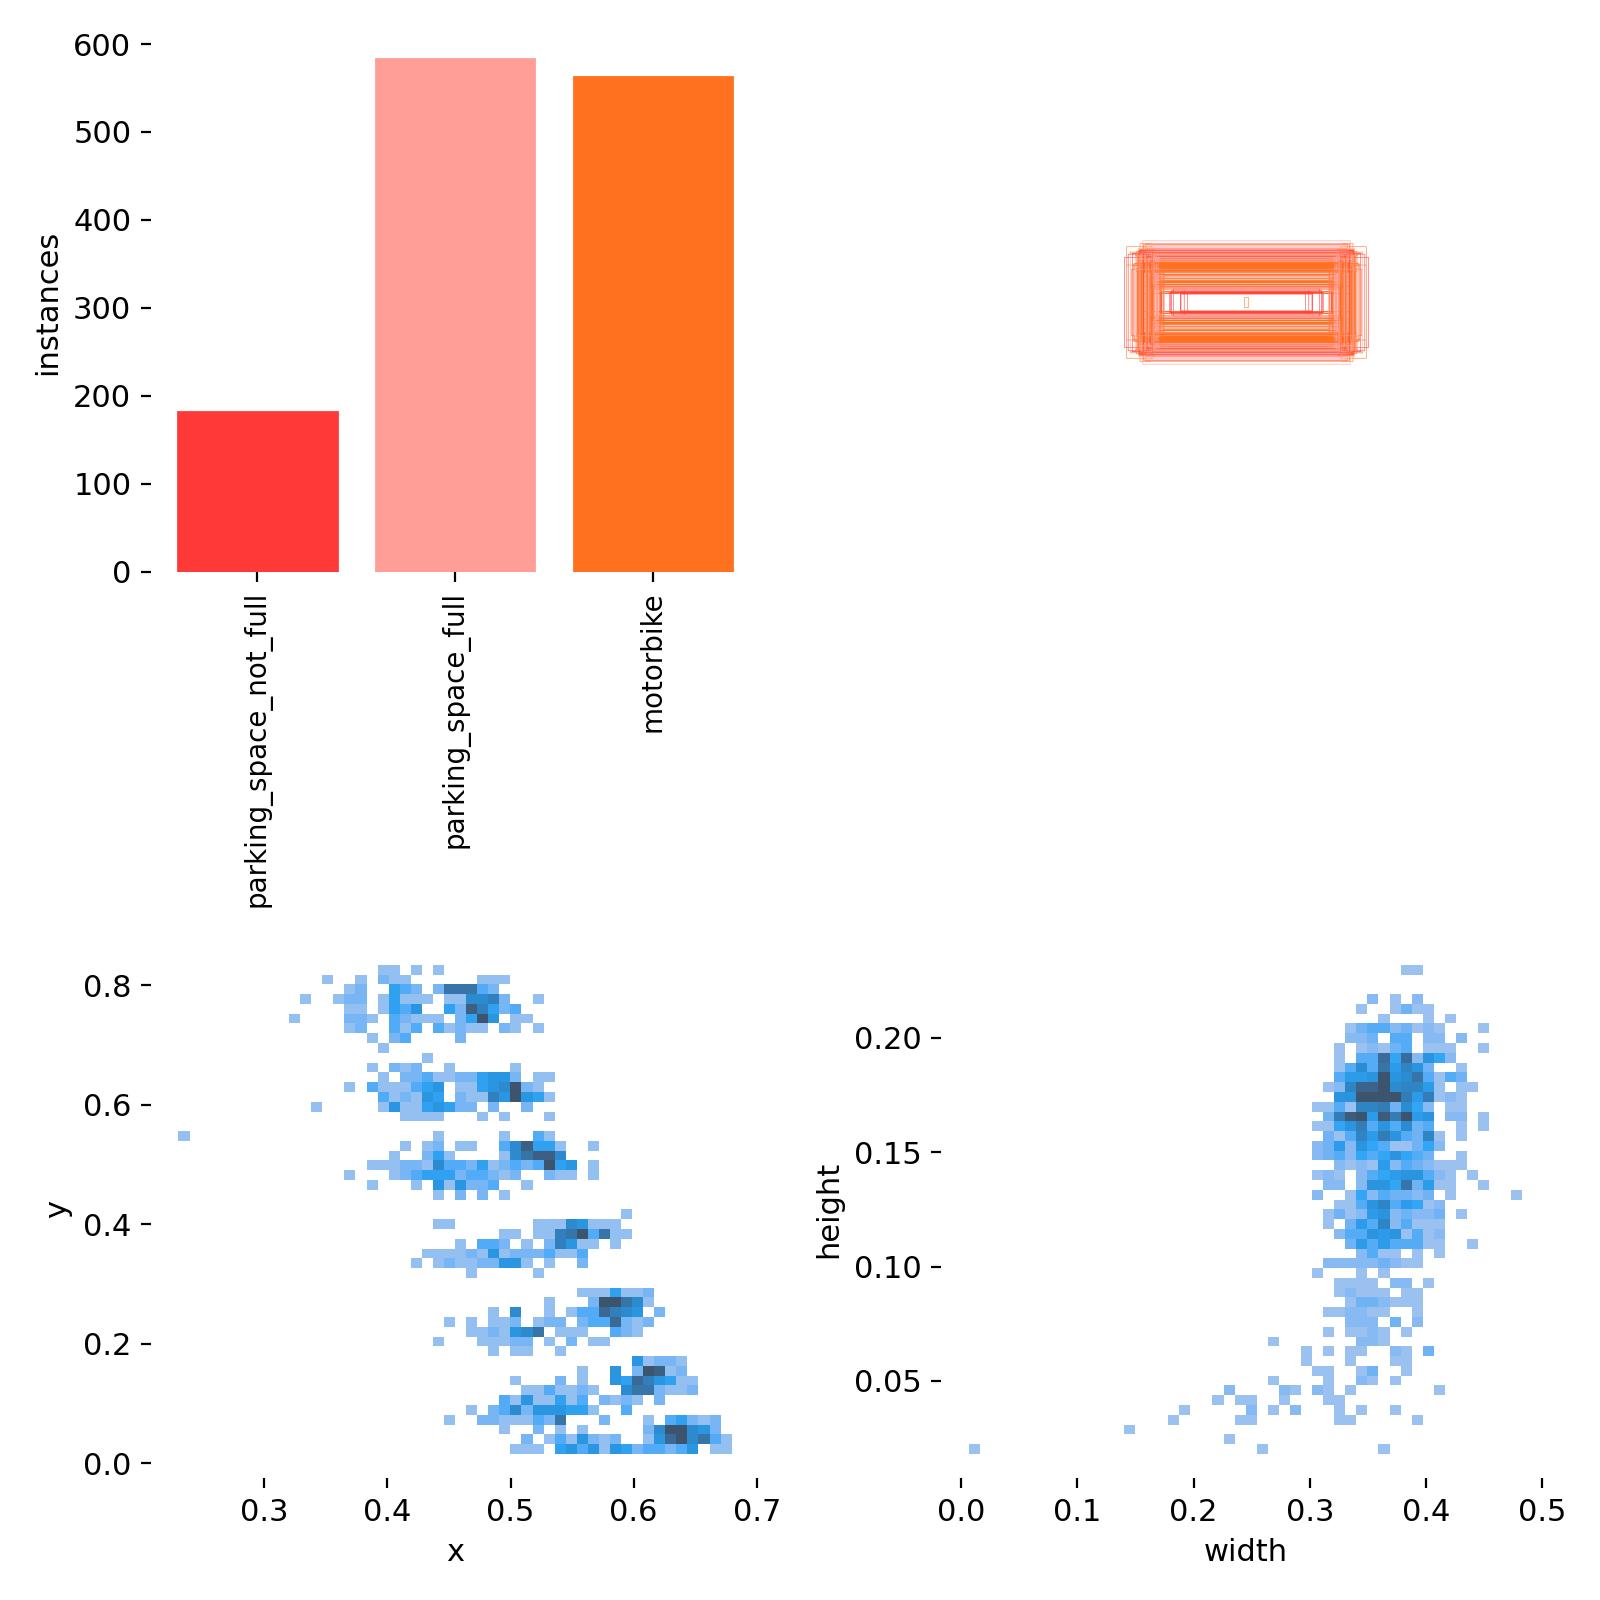 600
500
400
300
200
100
0
instances
parking_space_not_full
parking_space_full
motorbike
0.8
0.6
0.4
0.2
0.0
y
0.3 0.4 0.5 0.6 0.7
x
0.20
0.15
0.10
0.05
height
0.0 0.1 0.2 0.3 0.4 0.5
width